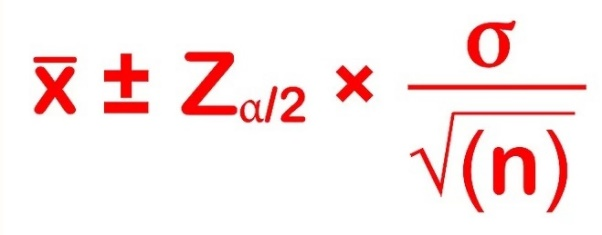 x̅ ± Zα/2 × σ/√(n)